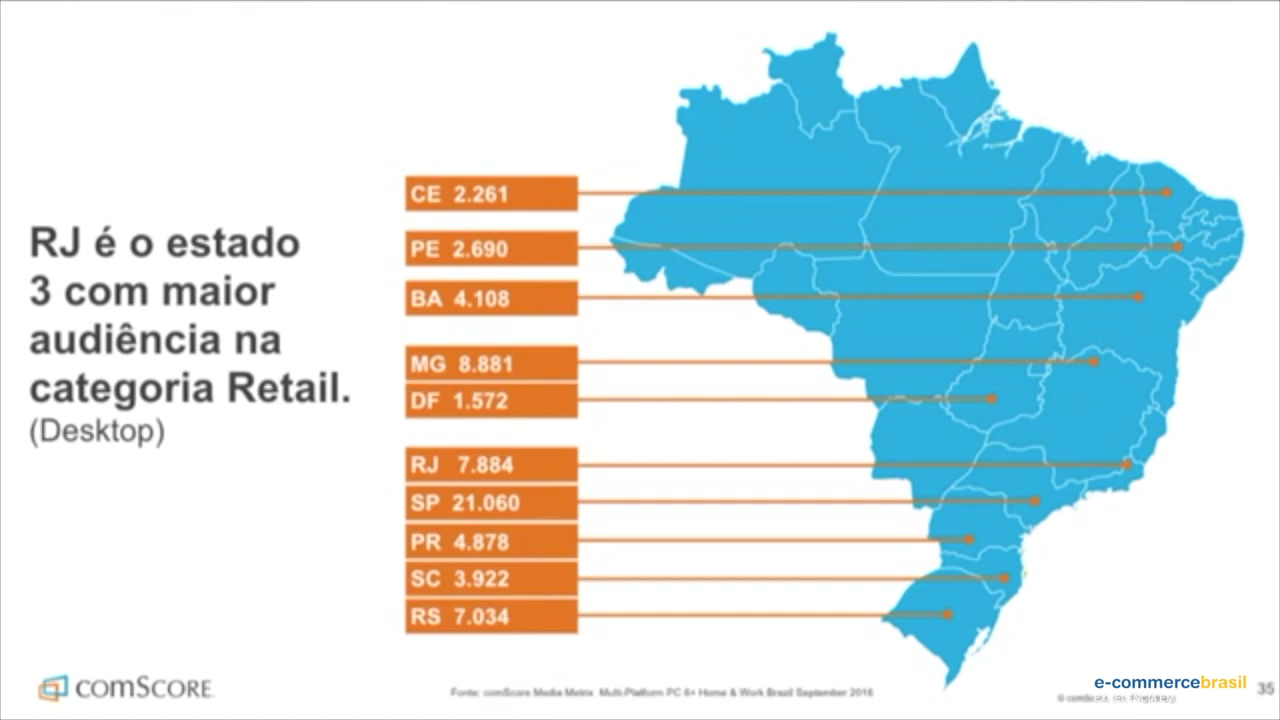 RJ é o estado
3 com maior
audiência na
categoria Retail.
(Desktop)
CE 2.261
PE 2.690
BA 4.108
MG 8.881
DF 1.572
RJ 7.884
SP 21.060
PR 4.878
SC 3.922
RS 7.034
comScore
Fonte: comScore Media Metrix Multi-Platform PC 6+ Home & Work Brazil September 2016
e-commercebrasil
35